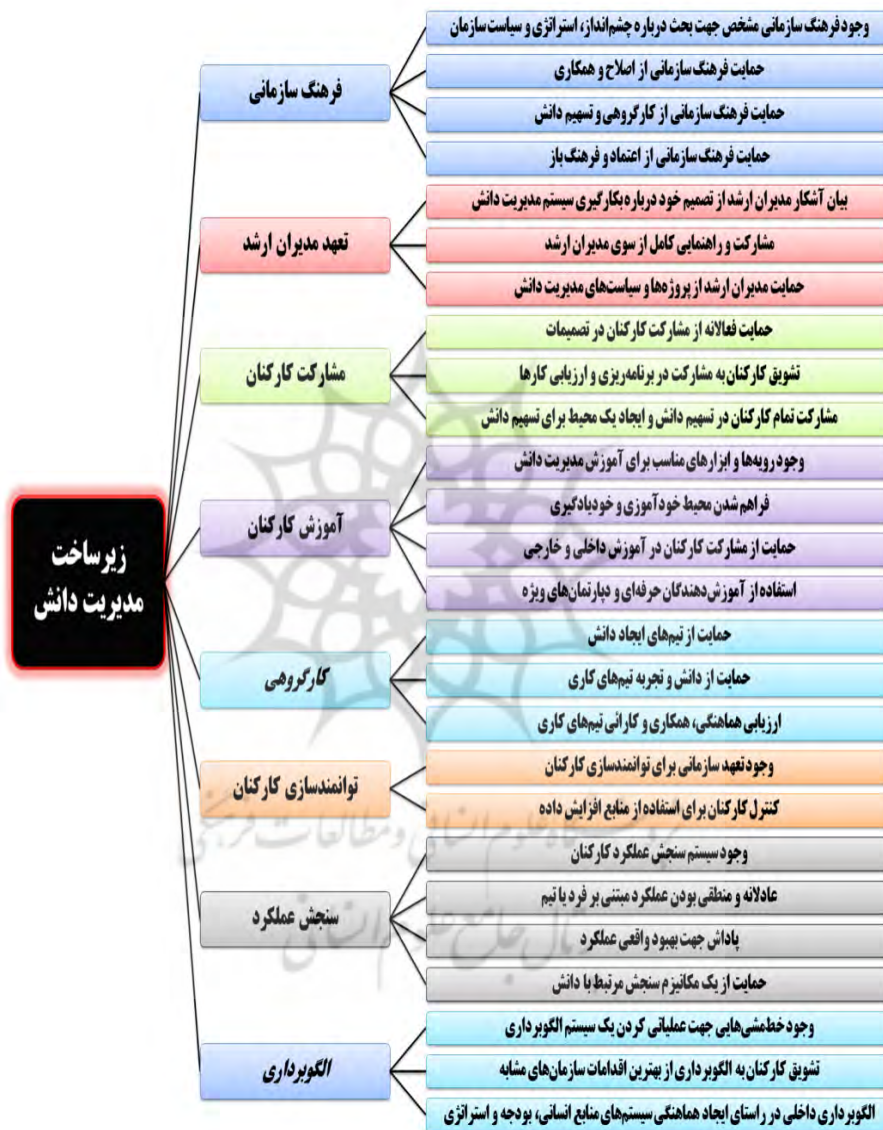 زیرساخت
مدیریت دانش
فرهنگ سازمانی
وجود فرهنگ سازمانی مشخص جهت بحث درباره چشم‌انداز، استراتژی و سیاست سازمان
حمایت فرهنگ سازمانی از اصلاح و همکاری
حمایت فرهنگ سازمانی از کارگروهی و تسهیم دانش
حمایت فرهنگ سازمانی از اعتماد و فرهنگ باز
تعهد مدیران ارشد
بیان آشکار مدیران ارشد از تصمیم خود درباره بکارگیری سیستم مدیریت دانش
مشارکت و راهنمایی کامل از سوی مدیران ارشد
حمایت مدیران ارشد از پروژه‌ها و سیاست‌های مدیریت دانش
مشارکت کارکنان
حمایت فعالانه از مشارکت کارکنان در تصمیمات
تشویق کارکنان به مشارکت در برنامه‌ریزی و ارزیابی کارها
مشارکت تمام کارکنان در تسهیم دانش و ایجاد یک محیط برای تسهیم دانش
آموزش کارکنان
وجود رویه‌ها و ابزارهای مناسب برای آموزش مدیریت دانش
فراهم شدن محیط خودآموزی و خودیادگیری
حمایت از مشارکت کارکنان در آموزش داخلی و خارجی
استفاده از آموزش‌دهندگان حرفه‌ای و دپارتمان‌های ویژه
کارگروهی
حمایت از تیم‌های ایجاد دانش
حمایت از دانش و تجربه تیم‌های کاری
ارزیابی هماهنگی، همکاری و کارائی تیم‌های کاری
توانمندسازی کارکنان
وجود تعهد سازمانی برای توانمندسازی کارکنان
کنترل کارکنان برای استفاده از منابع افزایش داده
سنجش عملکرد
وجود سیستم سنجش عملکرد کارکنان
عادلانه و منطقی بودن عملکرد مبتنی بر فرد یا تیم
پاداش جهت بهبود واقعی عملکرد
حمایت از یک مکانیزم سنجش مرتبط با دانش
الگوبرداری
وجود خط‌مشی‌هایی جهت عملیاتی کردن یک سیستم الگوبرداری
تشویق کارکنان به الگوبرداری از بهترین اقدامات سازمان‌های مشابه
الگوبرداری داخلی در راستای ایجاد هماهنگی سیستم‌های منابع انسانی، بودجه و استراتژی
پژوهشگاه علوم انسانی و مطالعات فرهنگی
پرتال جامع علوم انسانی